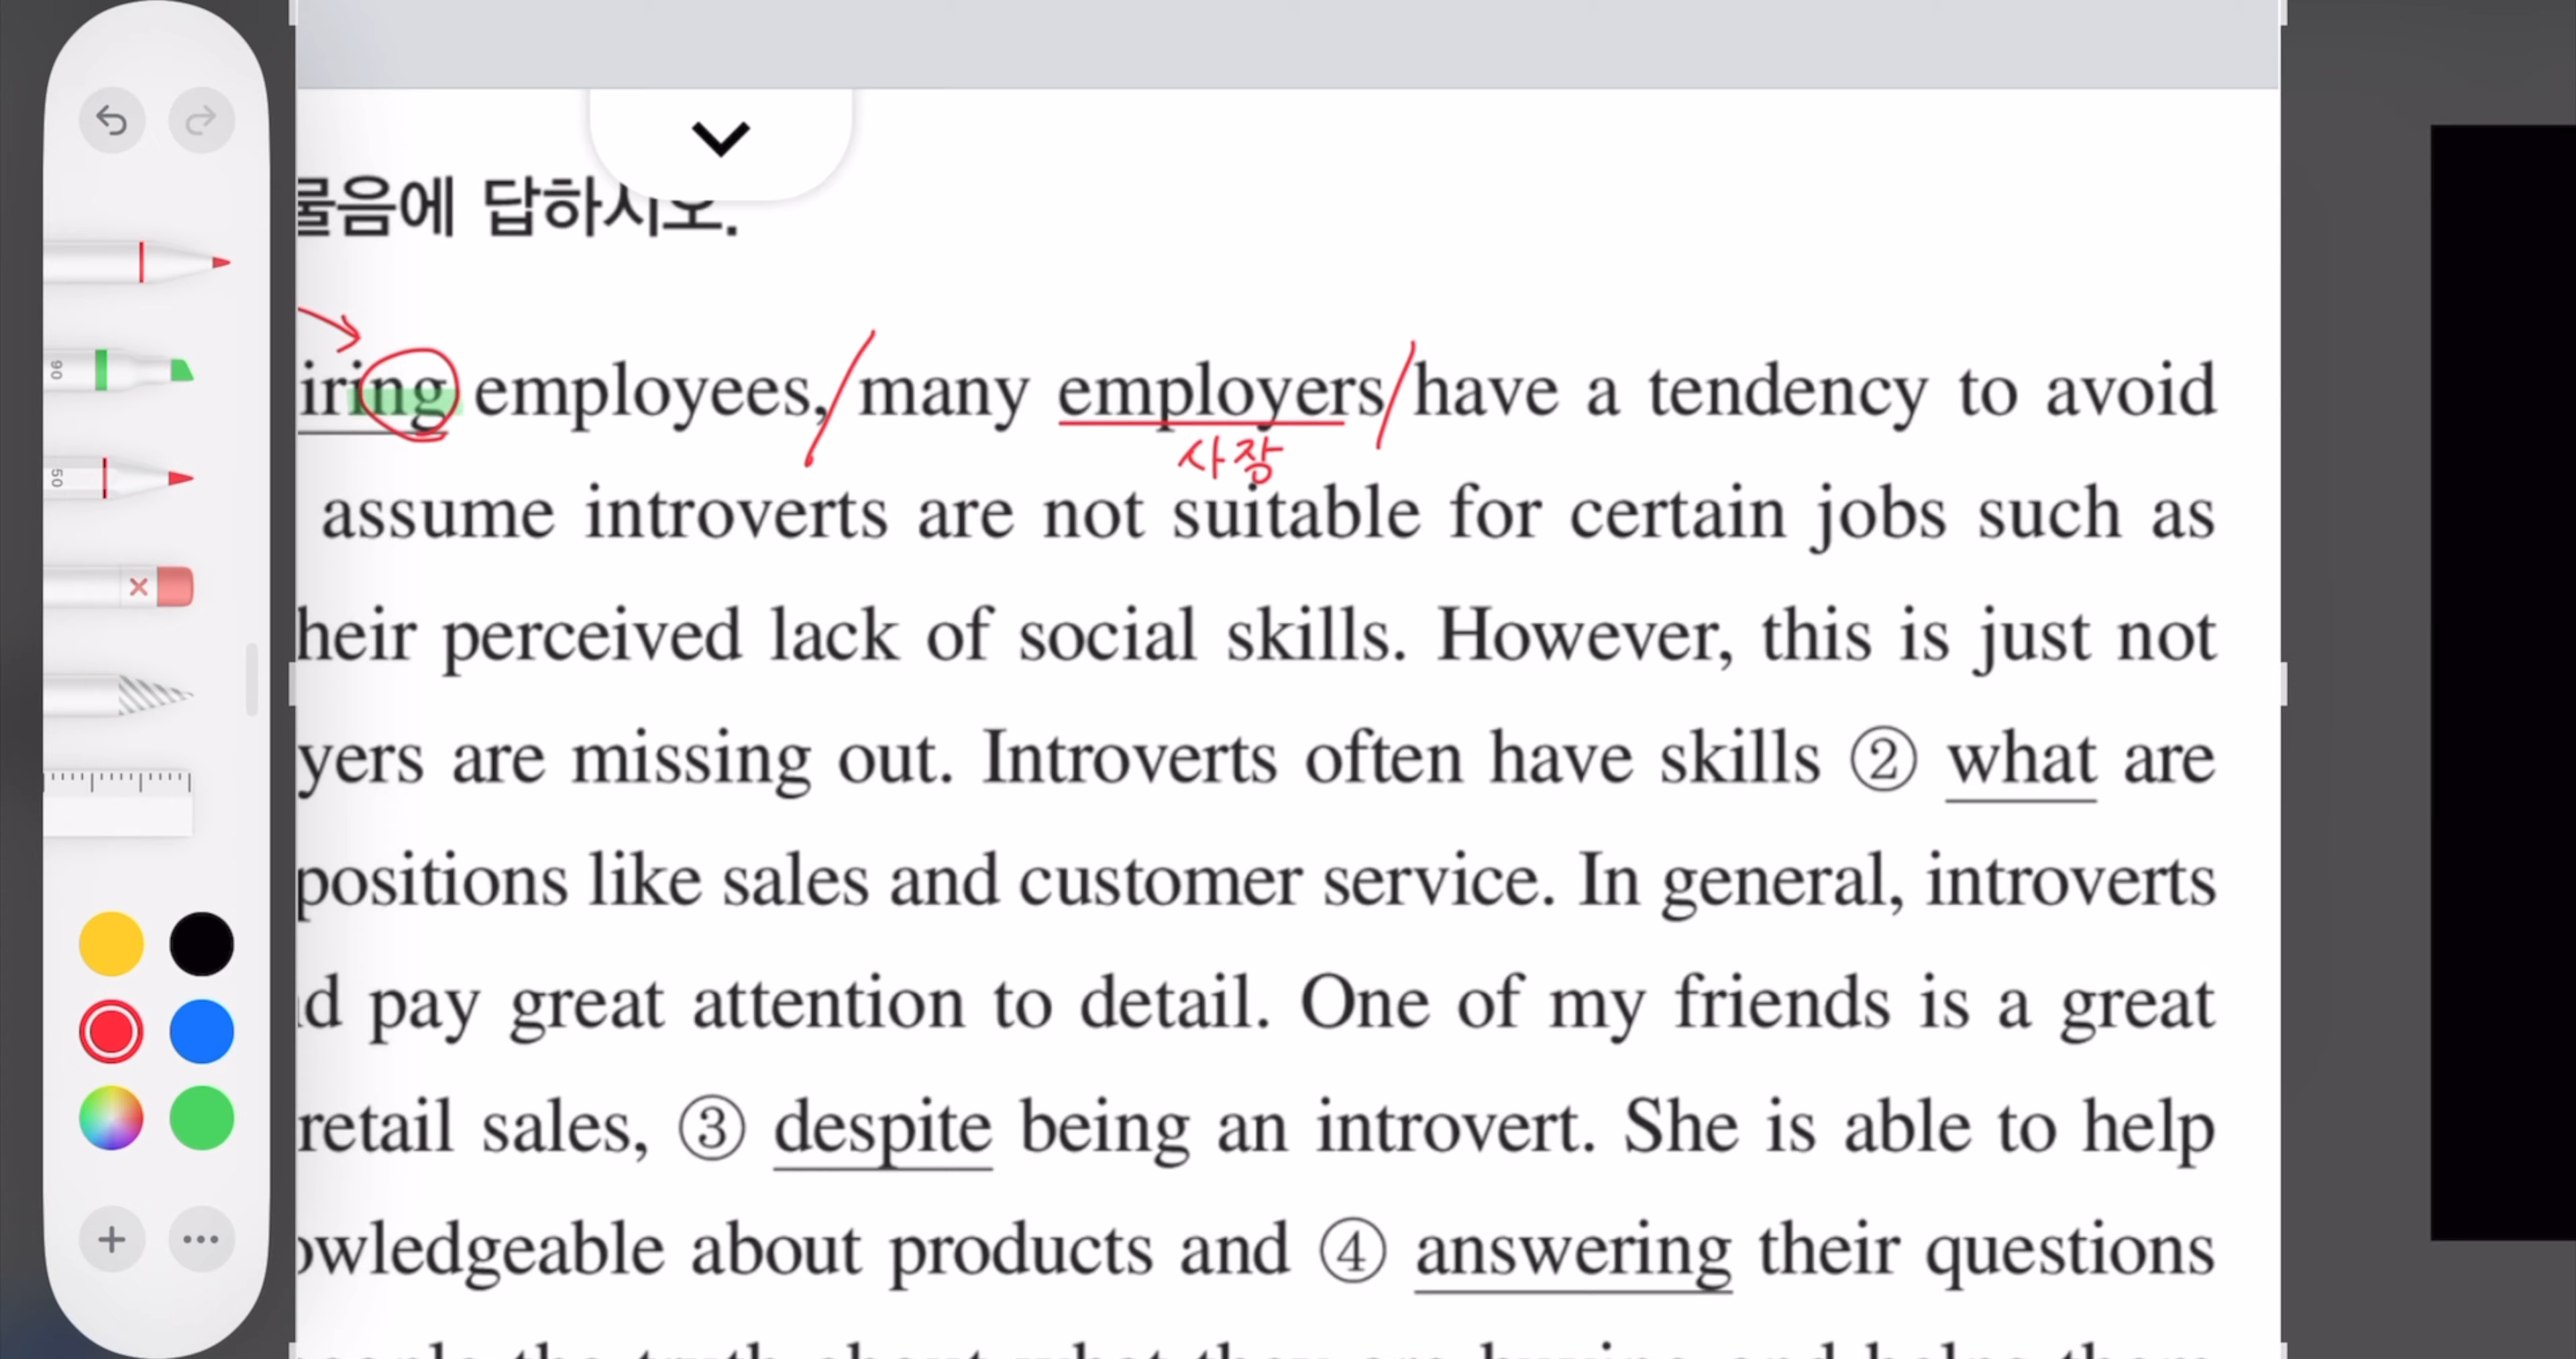 물음에 답하시오.
iring employees, many employers have a tendency to avoid
사장
assume introverts are not suitable for certain jobs such as
heir perceived lack of social skills. However, this is just not
yers are missing out. Introverts often have skills ② what are
positions like sales and customer service. In general, introverts
d pay great attention to detail. One of my friends is a great
retail sales, ③ despite being an introvert. She is able to help
owledgeable about products and ④ answering their questions
90
50